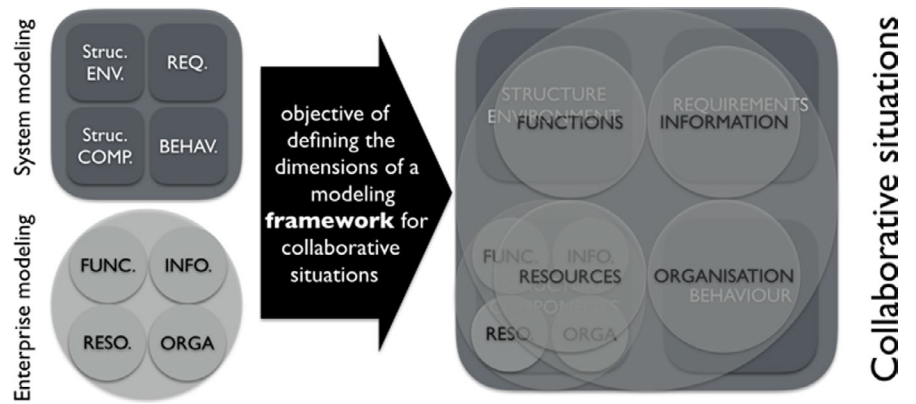 System modeling
Struc.
ENV.
REQ.
Struc.
COMP.
BEHAV.
Enterprise modeling
FUNC.
INFO.
RESO.
ORGA
objective of
defining the
dimensions of a
modeling
framework for
collaborative
situations
STRUCTURE
ENVIRONMENT
FUNCTIONS
REQUIREMENTS
INFORMATION
FUNC.
INFO.
RESOURCES
RESO.
ORGA
ORGANISATION
BEHAVIOUR
Collaborative situations